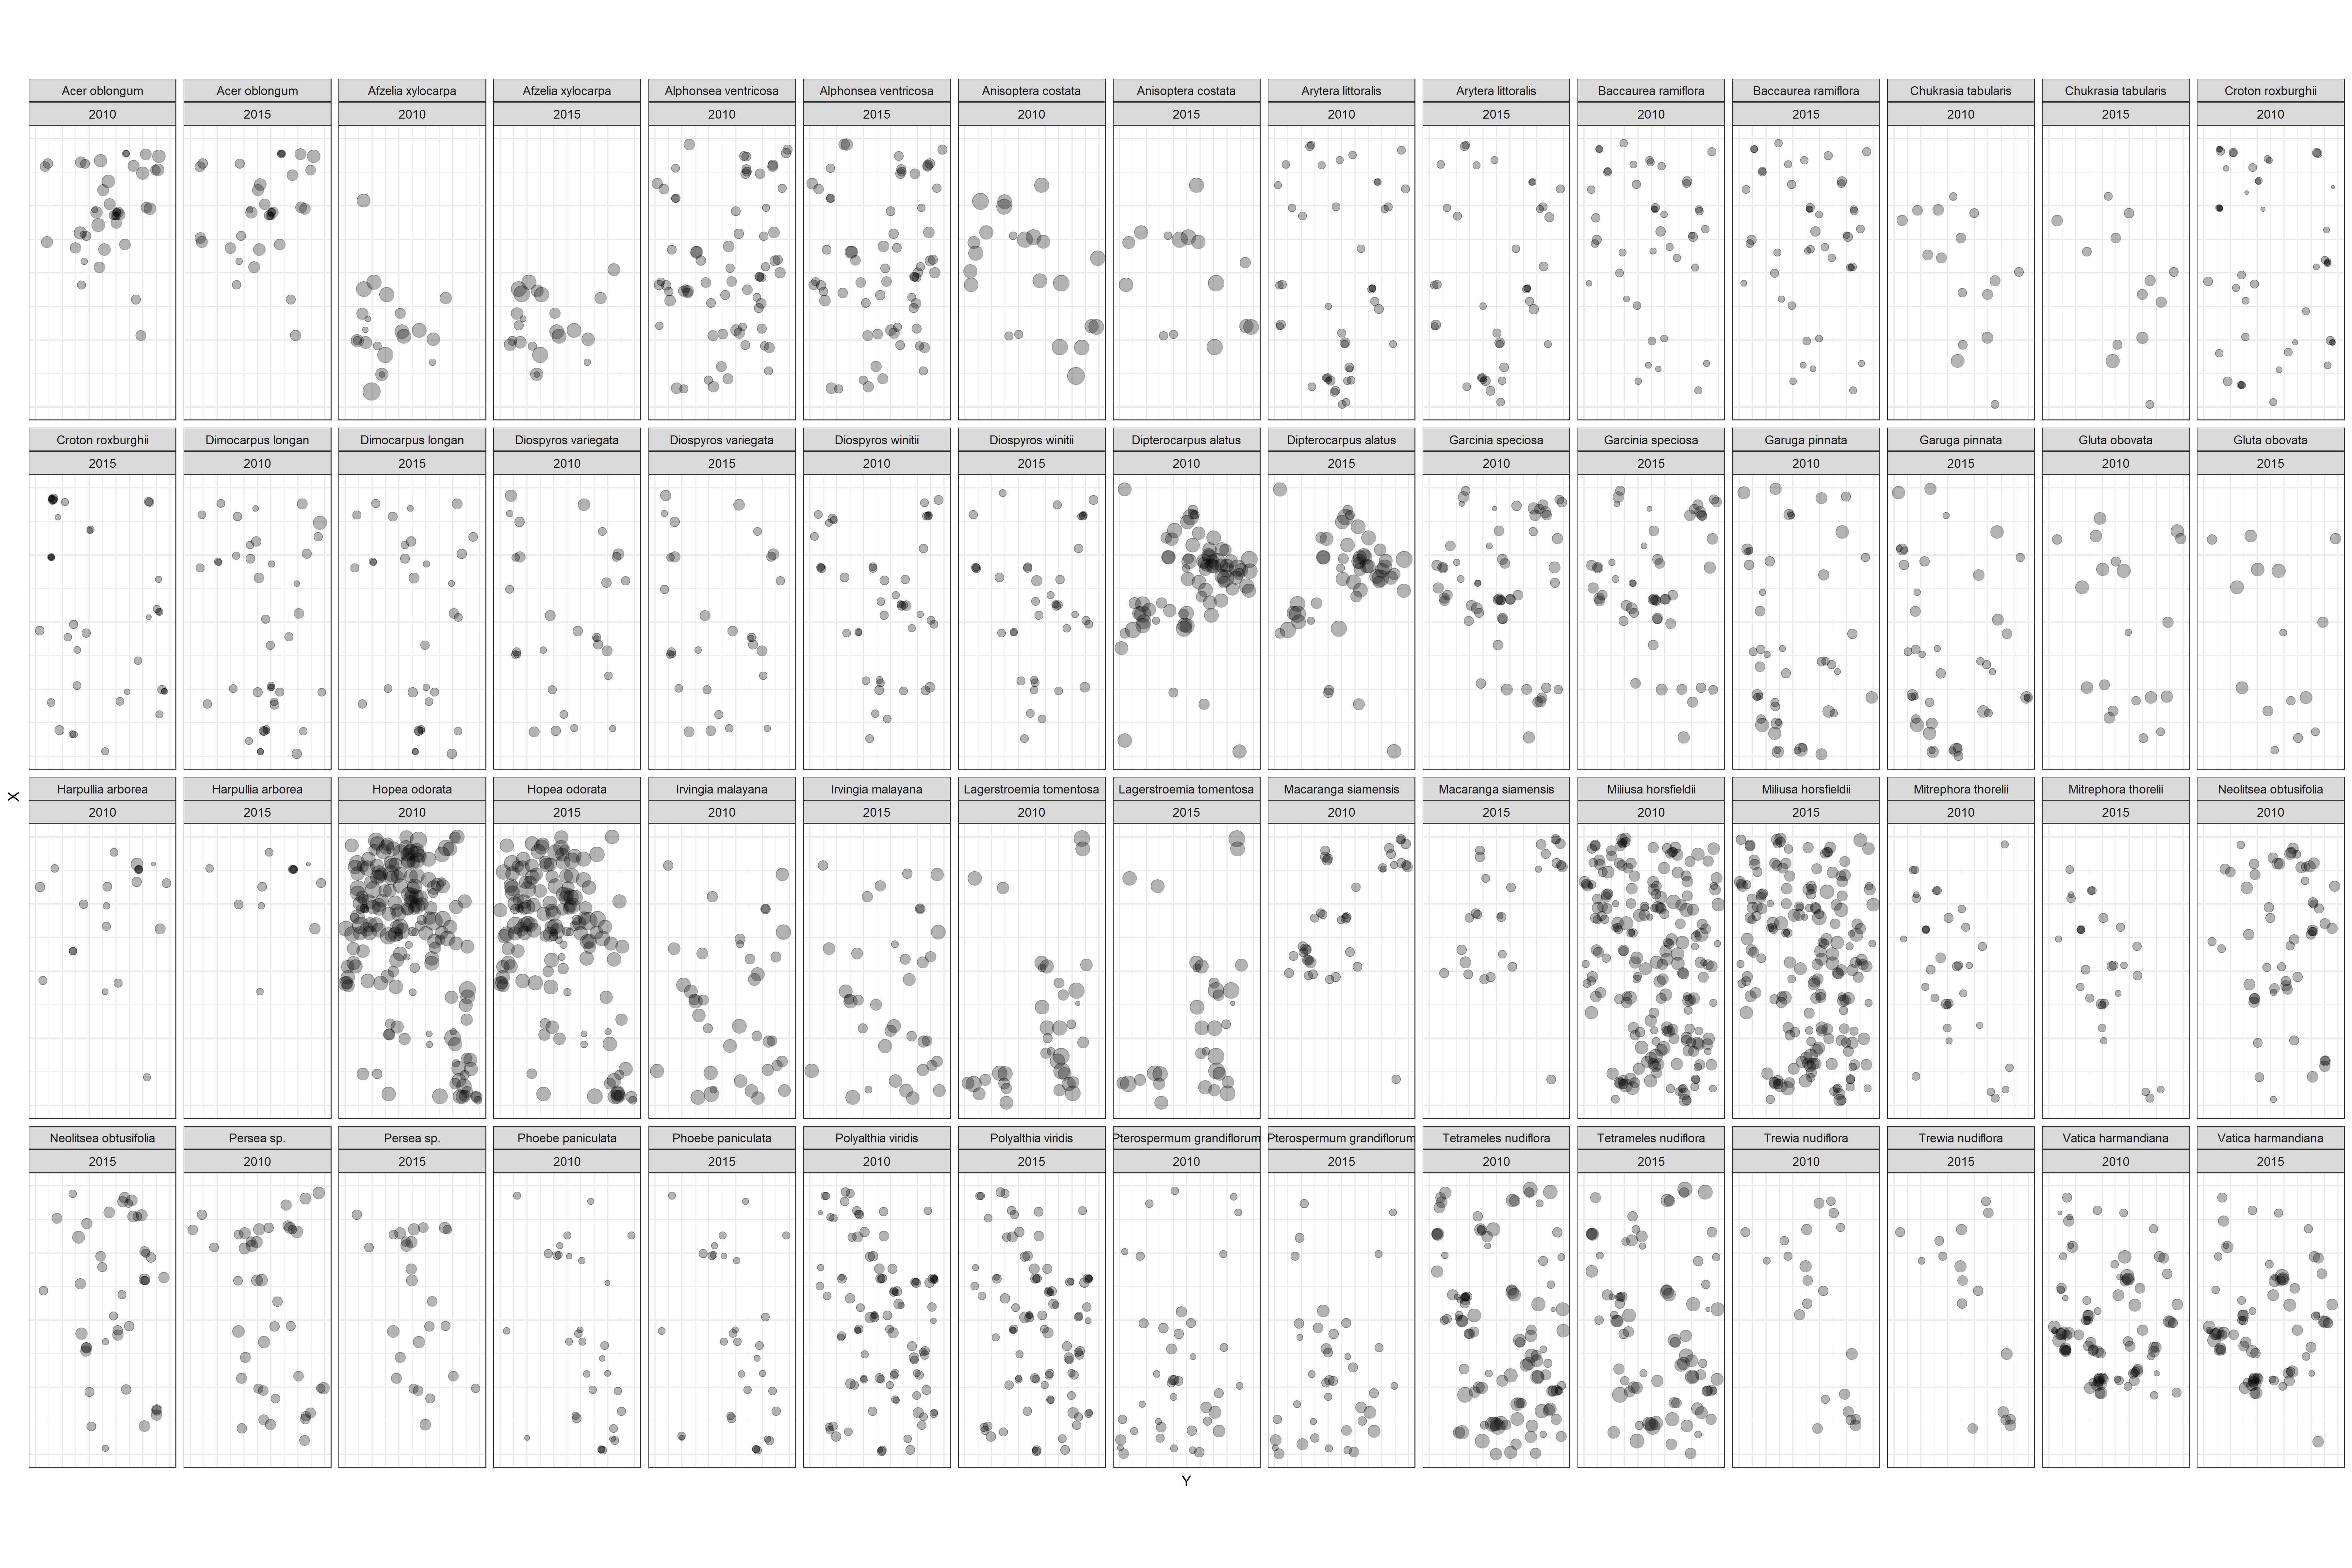 Acer oblongum Acer oblongum Afzelia xylocarpa Afzelia xylocarpa Alphonsea ventricosa Alphonsea ventricosa Anisoptera costata Anisoptera costata Arytera littoralis Arytera littoralis Baccaurea ramiflora Baccaurea ramiflora Chukrasia tabularis Chukrasia tabularis Croton roxburghii
2010 2015 2010 2015 2010 2015 2010 2015 2010 2015 2010 2015 2010 2015 2010
Croton roxburghii Dimocarpus longan Dimocarpus longan Diospyros variegata Diospyros variegata Diospyros winitii Diospyros winitii Dipterocarpus alatus Dipterocarpus alatus Garcinia speciosa Garcinia speciosa Garuga pinnata Garuga pinnata Gluta obovata Gluta obovata
2015 2010 2015 2010 2015 2010 2015 2010 2015 2010 2015 2010 2015 2010 2015
X
Harpullia arborea Harpullia arborea Hopea odorata Hopea odorata Irvingia malayana Irvingia malayana Lagerstroemia tomentosa Lagerstroemia tomentosa Macaranga siamensis Macaranga siamensis Miliusa horsfieldii Miliusa horsfieldii Mitrephora thorelii Mitrephora thorelii Neolitsea obtusifolia
2010 2015 2010 2015 2010 2015 2010 2015 2010 2015 2010 2015 2010 2015 2010
Neolitsea obtusifolia Persea sp. Persea sp. Phoebe paniculata Phoebe paniculata Polyalthia viridis Polyalthia viridis Pterospermum grandiflorum Pterospermum grandiflorum Tetrameles nudiflora Tetrameles nudiflora Trewia nudiflora Trewia nudiflora Vatica harmandiana Vatica harmandiana
2015 2010 2015 2010 2015 2010 2015 2010 2015 2010 2015 2010 2015 2010 2015
Y